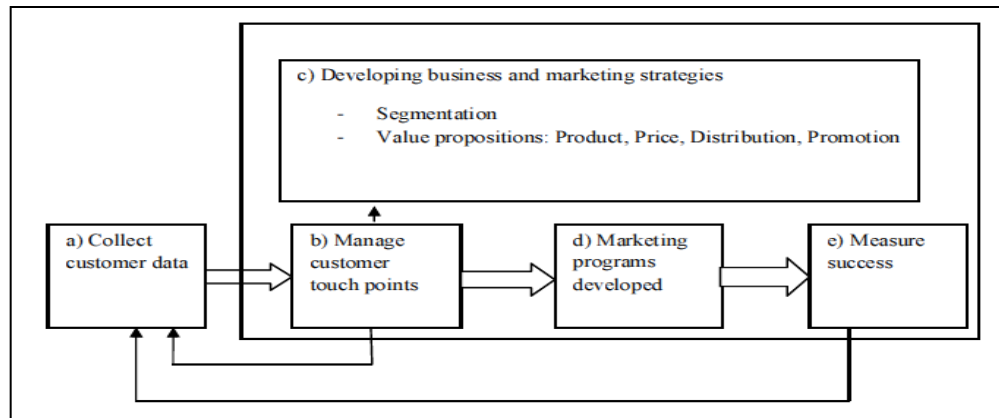 c) Developing business and marketing strategies
- Segmentation
- Value propositions: Product, Price, Distribution, Promotion
a) Collect
customer data
b) Manage
customer
touch points
d) Marketing
programs
developed
e) Measure
success